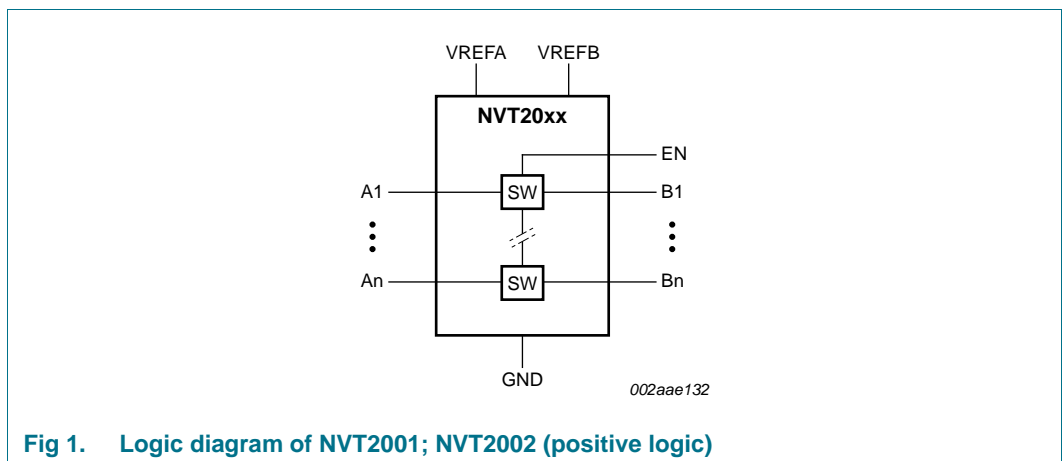 VREFA VREFB
NVT20xx
EN
A1 SW B1
An SW Bn
GND
002aae132
Fig 1. Logic diagram of NVT2001; NVT2002 (positive logic)